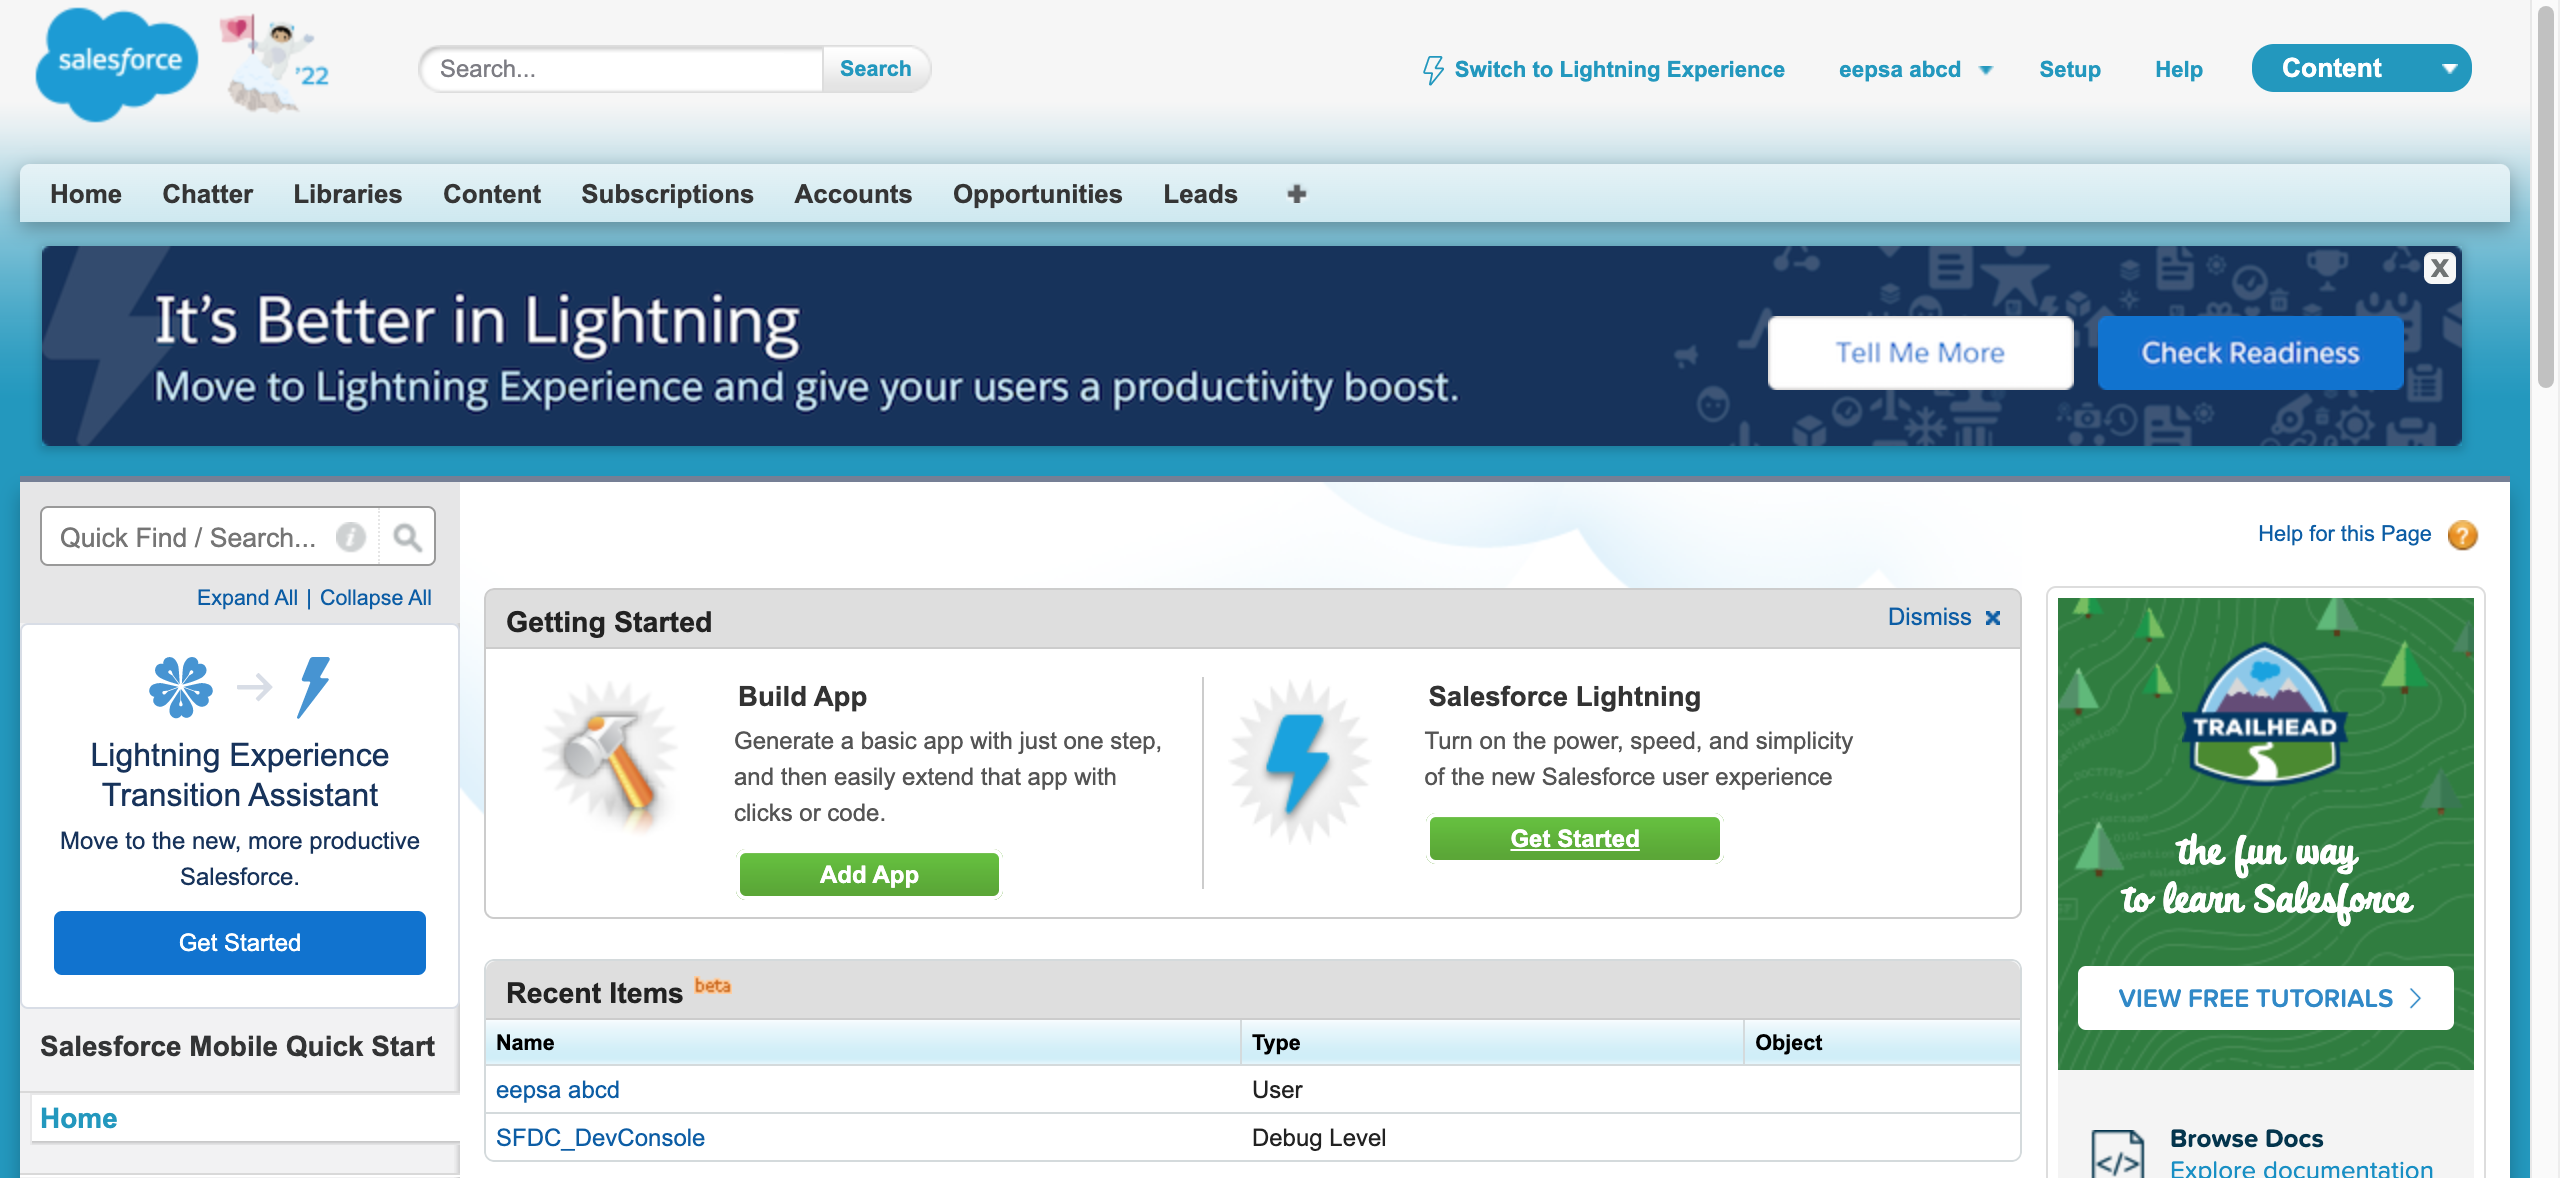 salesforce
'22
Search...
Search
Switch to Lightning Experience
eepsa abcd
Setup
Help
Content
Home
Chatter
Libraries
Content
Subscriptions
Accounts
Opportunities
Leads
It's Better in Lightning
Move to Lightning Experience and give your users a productivity boost.
Tell Me More
Check Readiness
X
Quick Find / Search...
Expand All | Collapse All
Lightning Experience
Transition Assistant
Move to the new, more productive
Salesforce.
Get Started
Salesforce Mobile Quick Start
Home
Help for this Page
Getting Started
Dismiss
Build App
Generate a basic app with just one step,
and then easily extend that app with
clicks or code.
Add App
Salesforce Lightning
Turn on the power, speed, and simplicity
of the new Salesforce user experience
Get Started
Recent Items beta
Name Type Object
eepsa abcd User
SFDC_DevConsole Debug Level
TRAILHEAD
the fun way
to learn Salesforce
VIEW FREE TUTORIALS
Browse Docs
Explore documentation